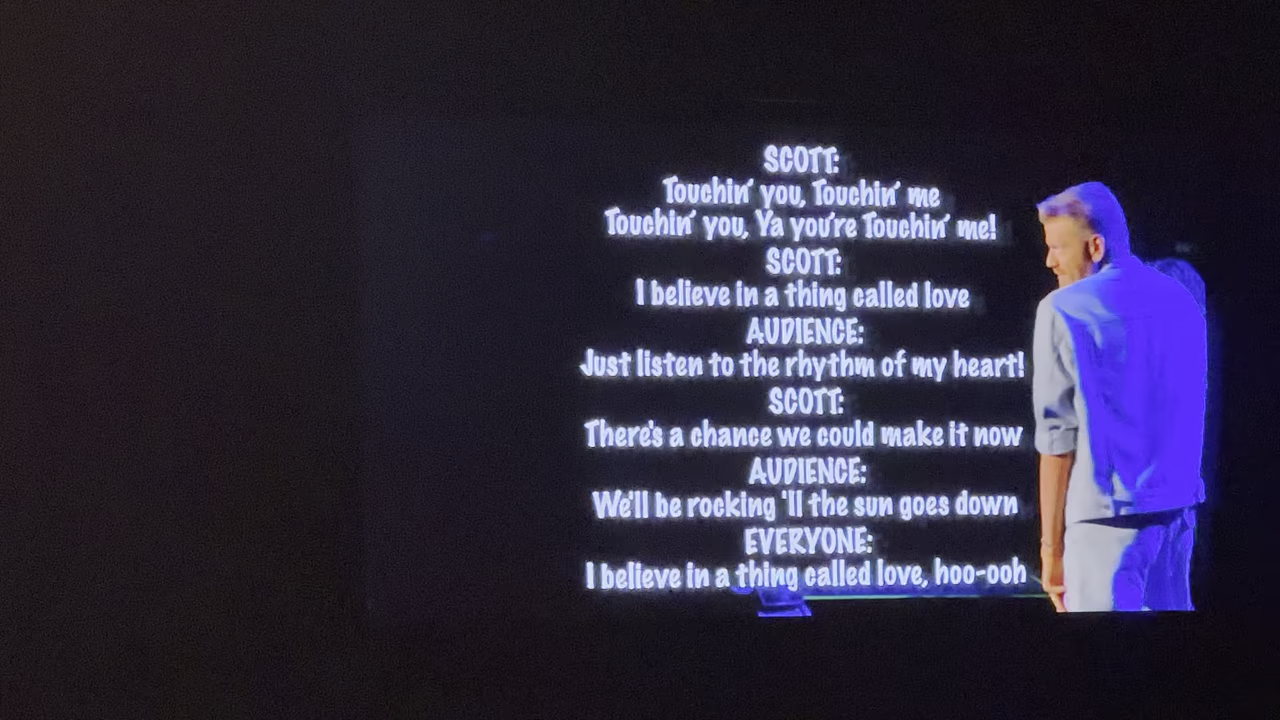 SCOTT:
Touchin' you, Touchin' me
Touchin' you, Ya you're Touchin' me!
SCOTT:
I believe in a thing called love
AUDIENCE:
Just listen to the rhythm of my heart!
SCOTT:
There's a chance we could make it now
AUDIENCE:
We'll be rocking 'll the sun goes down
EVERYONE:
I believe in a thing called love, hoo-ooh